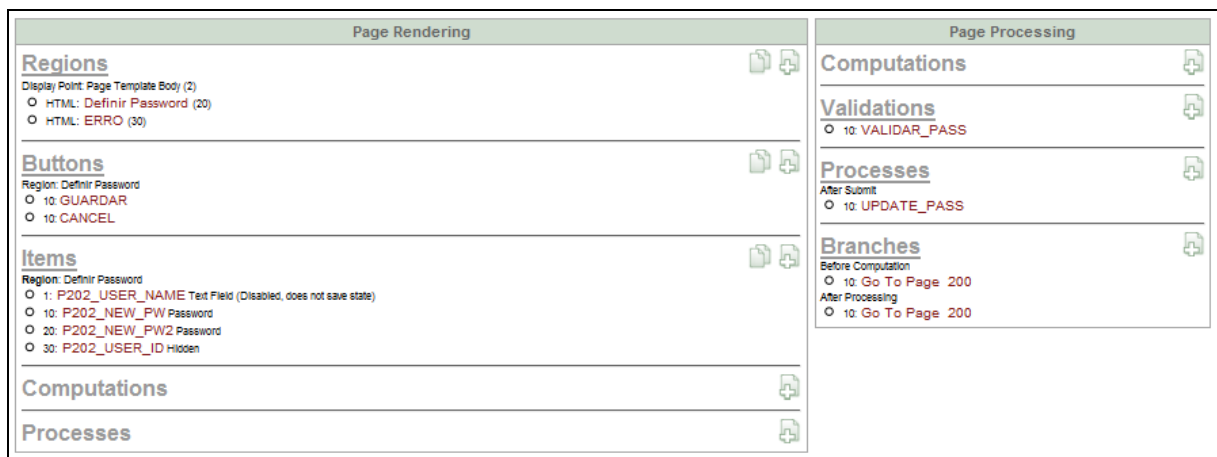 Page Rendering
Regions
Display Point: Page Template Body (2)
HTML: Definir Password (20)
HTML: ERRO (30)
Buttons
Region: Definir Password
10: GUARDAR
10: CANCEL
Items
Region: Definir Password
1: P202_USER_NAME Text Field (Disabled, does not save state)
10: P202_NEW_PW Password
20: P202_NEW_PW2 Password
30: P202_USER_ID Hidden
Computations
Processes
Page Processing
Computations
Validations
10: VALIDAR_PASS
Processes
After Submit
10: UPDATE_PASS
Branches
Before Computation
10: Go To Page 200
After Processing
10: Go To Page 200